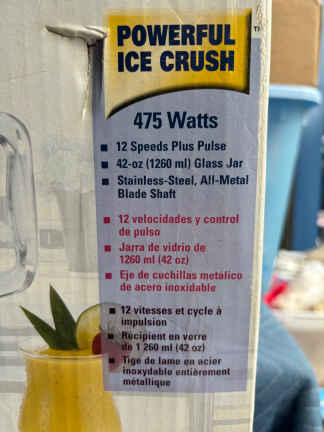 POWERFUL
ICE CRUSH
TM
475 Watts
■ 12 Speeds Plus Pulse
■ 42-oz (1260 ml) Glass Jar
■ Stainless-Steel, All-Metal
Blade Shaft
■ 12 velocidades y control
de pulso
■ Jarra de vidrio de
1260 ml (42 oz)
■ Eje de cuchillas metálico
de acero inoxidable
■ 12 vitesses et cycle à
impulsion
■ Récipient en verre
de 1 260 ml (42 oz)
■ Tige de lame en acier
inoxydable entièrement
métallique